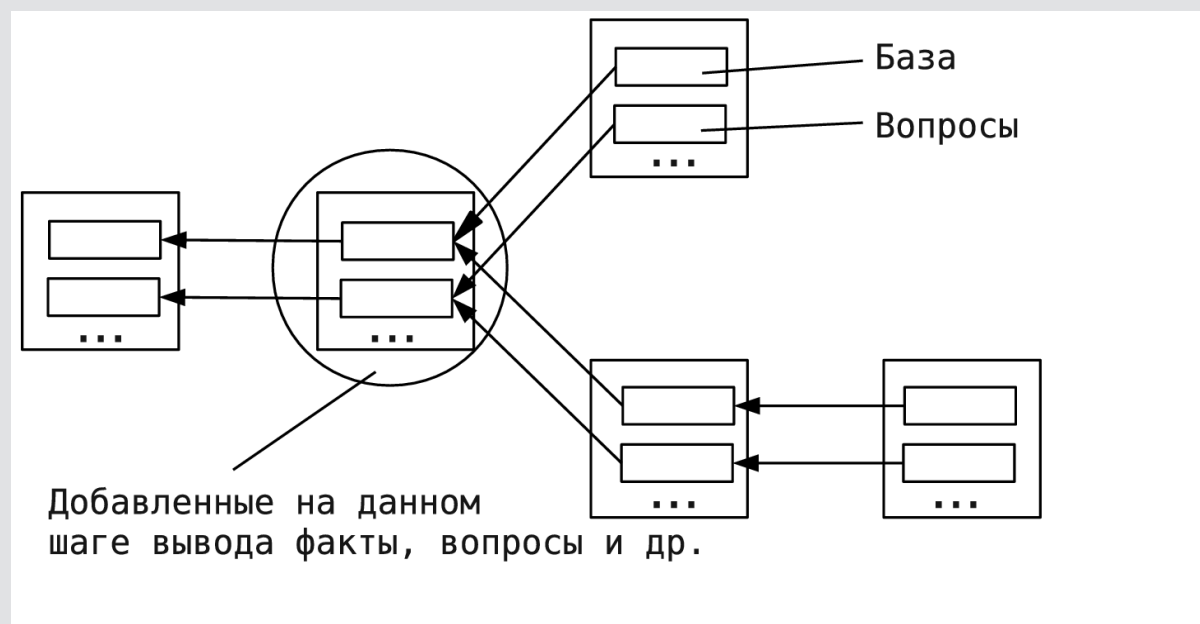 База
Вопросы
...
...
...
...
Добавленные на данном
шаге вывода факты, вопросы и др.